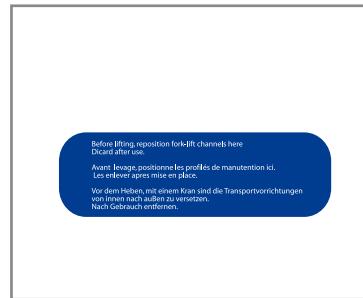 Before lifting, reposition fork-lift channels here
Dicard after use.
Avant levage, positionne les profilés de manutention ici.
Les enlever apres mise en place.
Vor dem Heben, mit einem Kran sind die Transportvorrichtungen
von innen nach außen zu versetzen.
Nach Gebrauch entfernen.